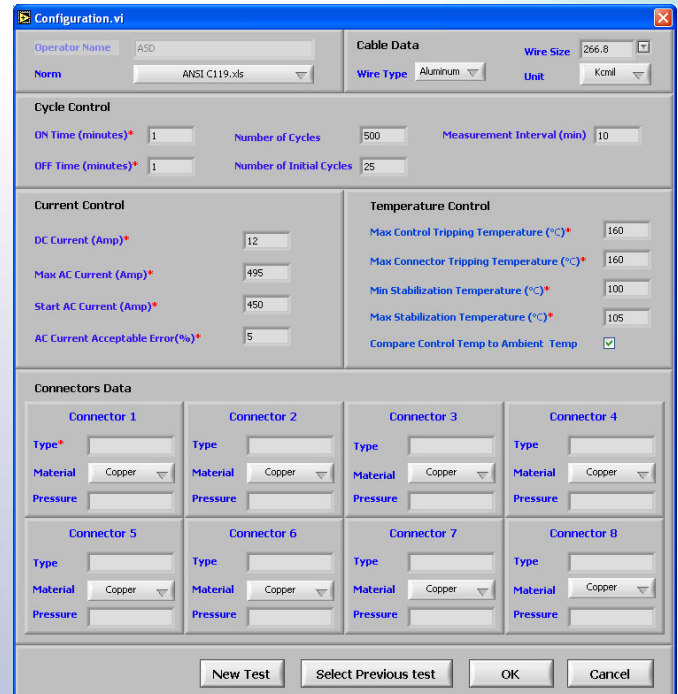 Configuration.vi
Operator Name ASD
Norm ANSI C119.xls
Cable Data
Wire Size 266.8
Wire Type Aluminum
Unit Kcmil
Cycle Control
ON Time (minutes)* 1 Number of Cycles 500 Measurement Interval (min) 10
OFF Time (minutes)* 1 Number of Initial Cycles 25
Current Control
DC Current (Amp)* 12
Max AC Current (Amp)* 495
Start AC Current (Amp)* 450
AC Current Acceptable Error(%)* 5
Temperature Control
Max Control Tripping Temperature (°C)* 160
Max Connector Tripping Temperature (°C)* 160
Min Stabilization Temperature (°C)* 100
Max Stabilization Temperature (°C)* 105
Compare Control Temp to Ambient Temp
Connectors Data
Connector 1 Connector 2 Connector 3 Connector 4
Type* Type Type Type
Material Copper Material Copper Material Copper Material Copper
Pressure Pressure Pressure Pressure
Connector 5 Connector 6 Connector 7 Connector 8
Type Type Type Type
Material Copper Material Copper Material Copper Material Copper
Pressure Pressure Pressure Pressure
New Test Select Previous test OK Cancel